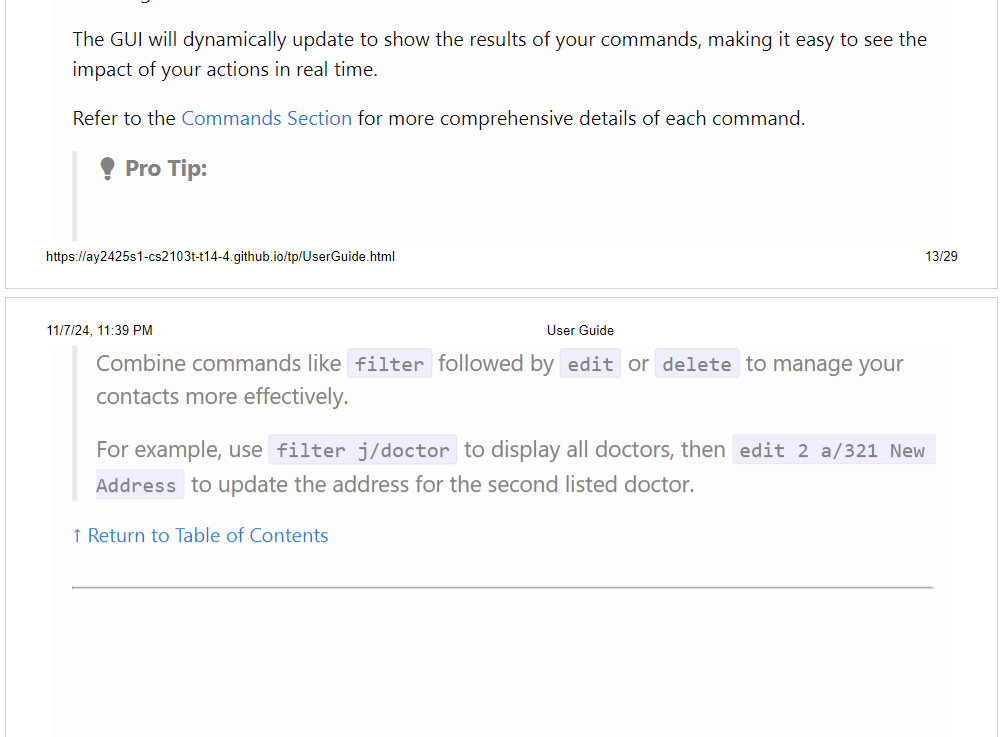 The GUI will dynamically update to show the results of your commands, making it easy to see the
impact of your actions in real time.
Refer to the Commands Section for more comprehensive details of each command.
Pro Tip:
https://ay2425s1-cs2103t-t14-4.github.io/tp/UserGuide.html 13/29
11/7/24, 11:39 PM User Guide
Combine commands like filter followed by edit or delete to manage your
contacts more effectively.
For example, use filter j/doctor to display all doctors, then edit 2 a/321 New
Address to update the address for the second listed doctor.
↑ Return to Table of Contents